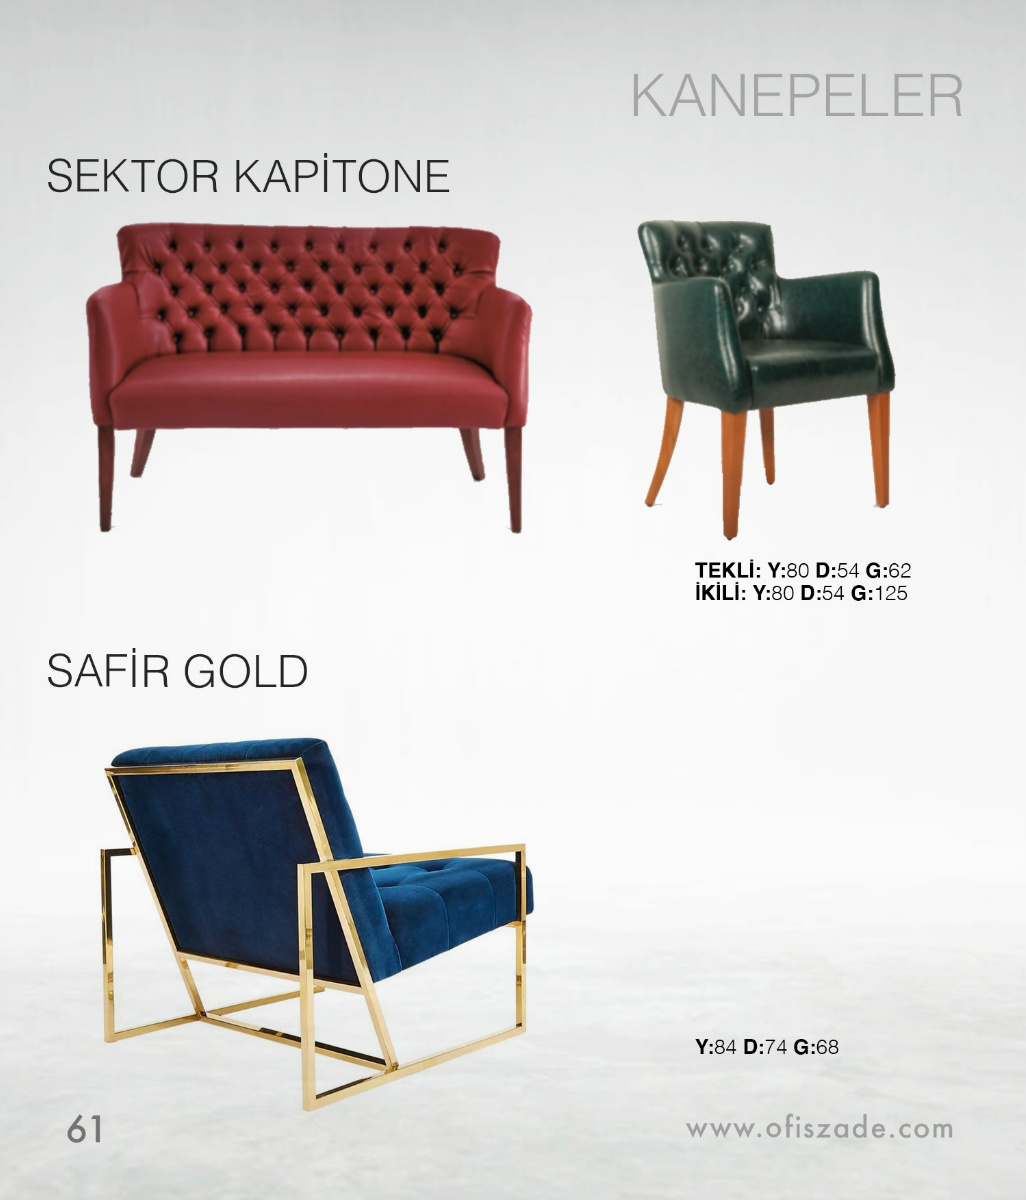 KANEPELER
SEKTOR KAPİTONE
TEKLİ: Y:80 D:54 G:62
İKİLİ: Y:80 D:54 G:125
SAFİR GOLD
Y:84 D:74 G:68
61
www.ofiszade.com